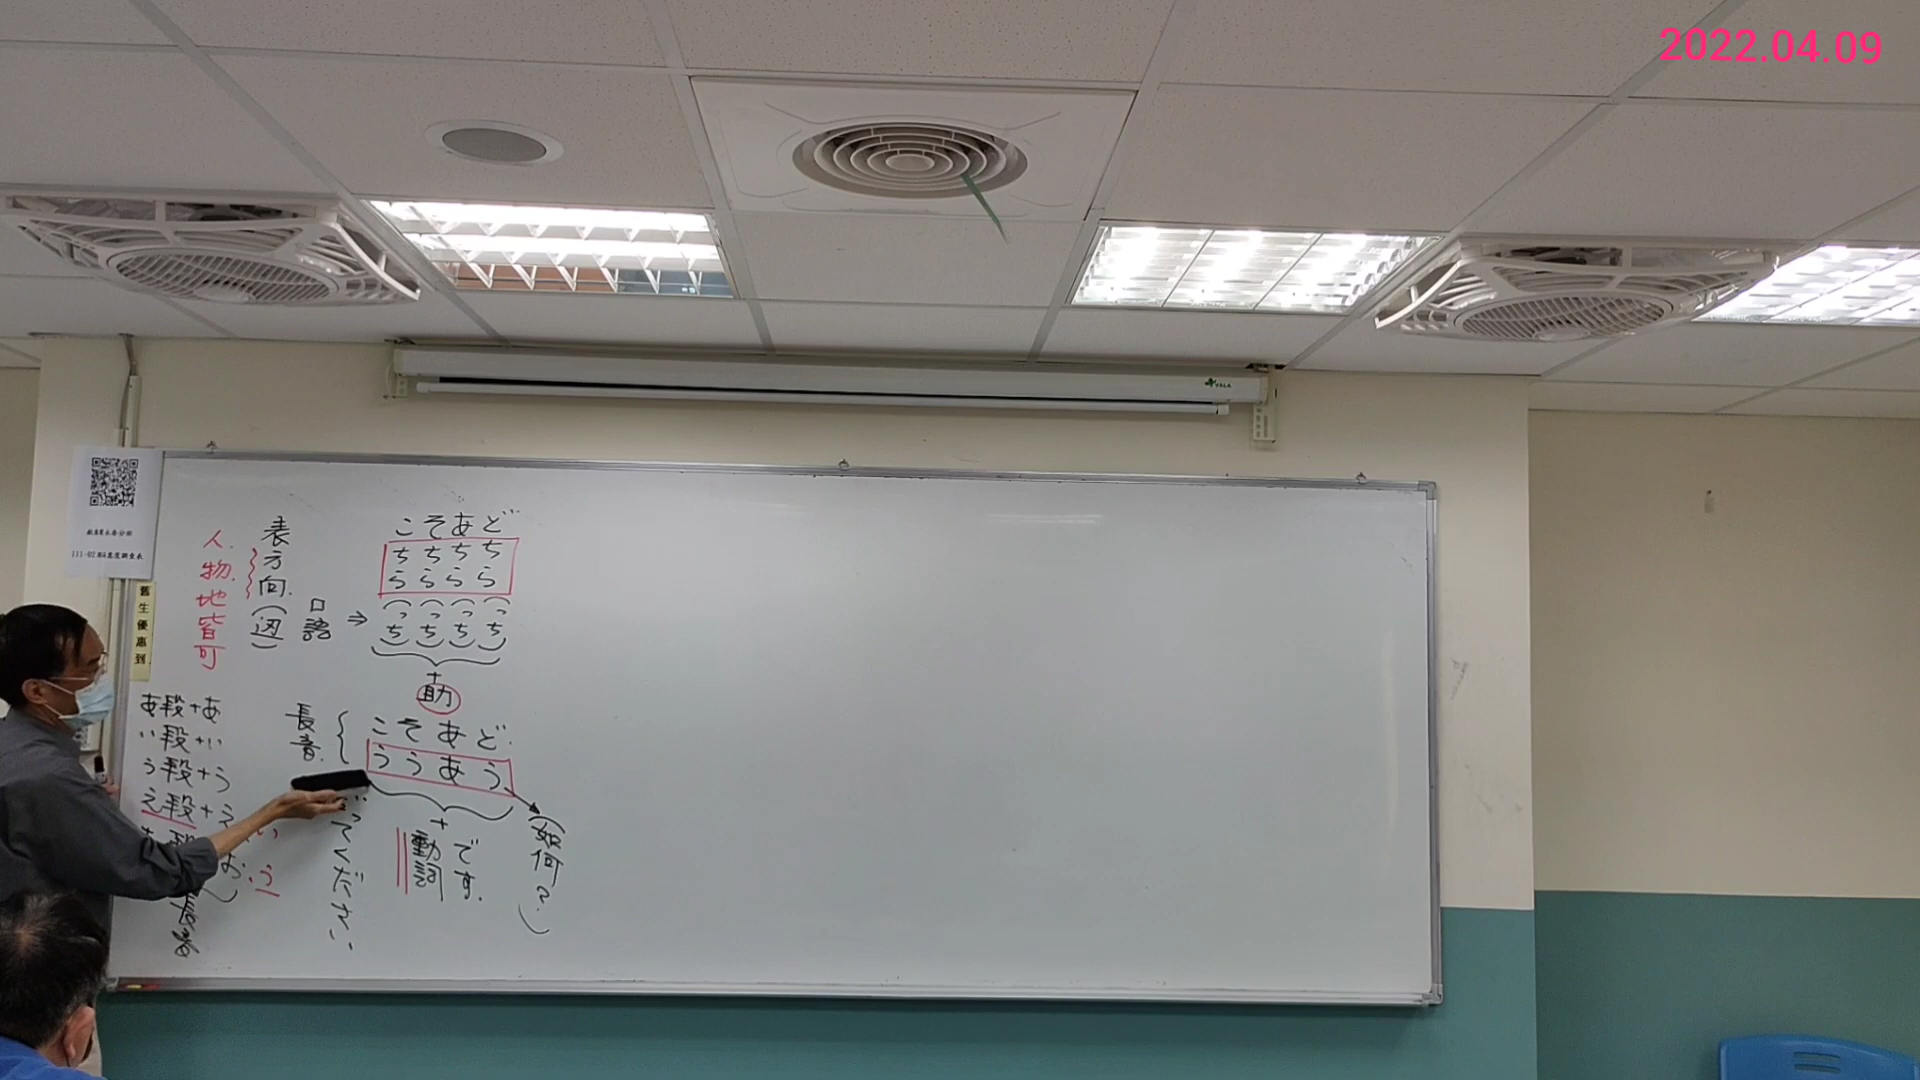 2022.04.09
舊生優惠到
人.物.地皆可
表方向.(辺)
口語 ⇒
こそあど
ちちちち
らららら
(っち)(っち)(っち)(っち)
+
助
長音.
こそあど.
ううあう.
+
動詞
です.
(如何?)
ってください
あ段+あ
い段+い
う段+う
え段+え
い
お
う
長音